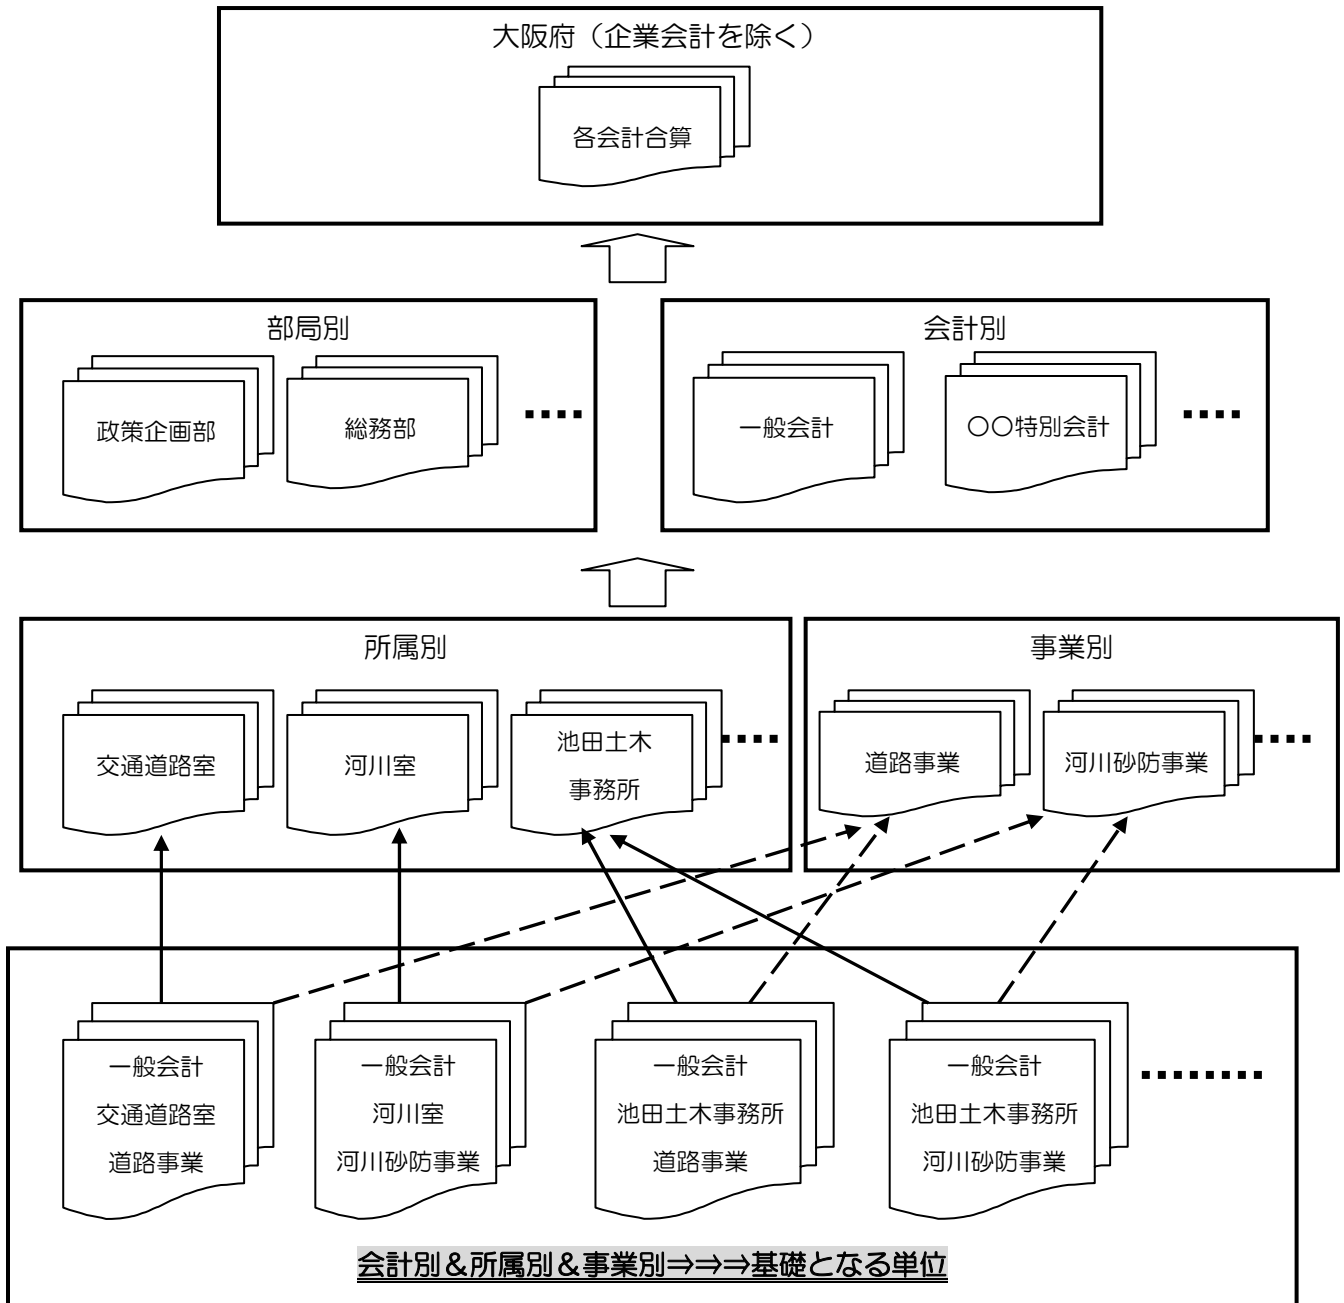 大阪府（企業会計を除く）
各会計合算
部局別
政策企画部
総務部
会計別
一般会計
○○特別会計
所属別
交通道路室
河川室
池田土木
事務所
事業別
道路事業
河川砂防事業
一般会計
交通道路室
道路事業
一般会計
河川室
河川砂防事業
一般会計
池田土木事務所
道路事業
一般会計
池田土木事務所
河川砂防事業
会計別＆所属別＆事業別⇒⇒⇒基礎となる単位